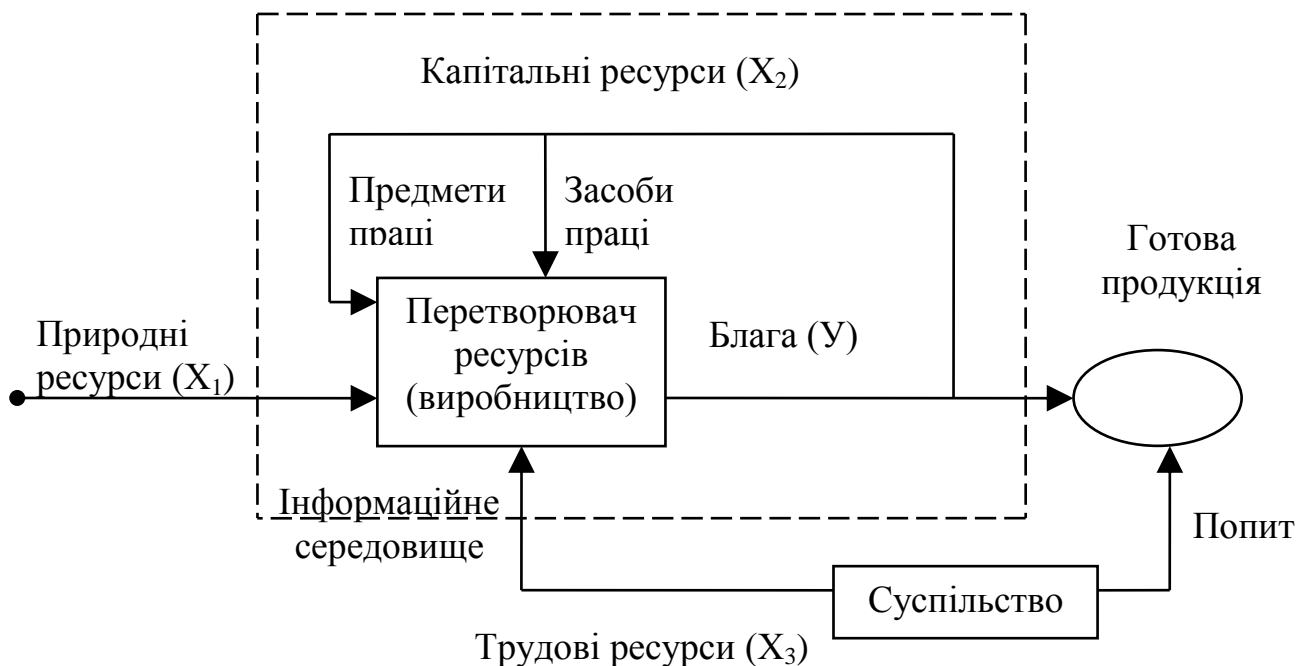 Капітальні ресурси (X₂)
Предмети
праці
Засоби
праці
Готова
продукція
Природні
ресурси (X₁)
Перетворювач
ресурсів
(виробництво)
Блага (У)
Інформаційне
середовище
Попит
Суспільство
Трудові ресурси (X₃)